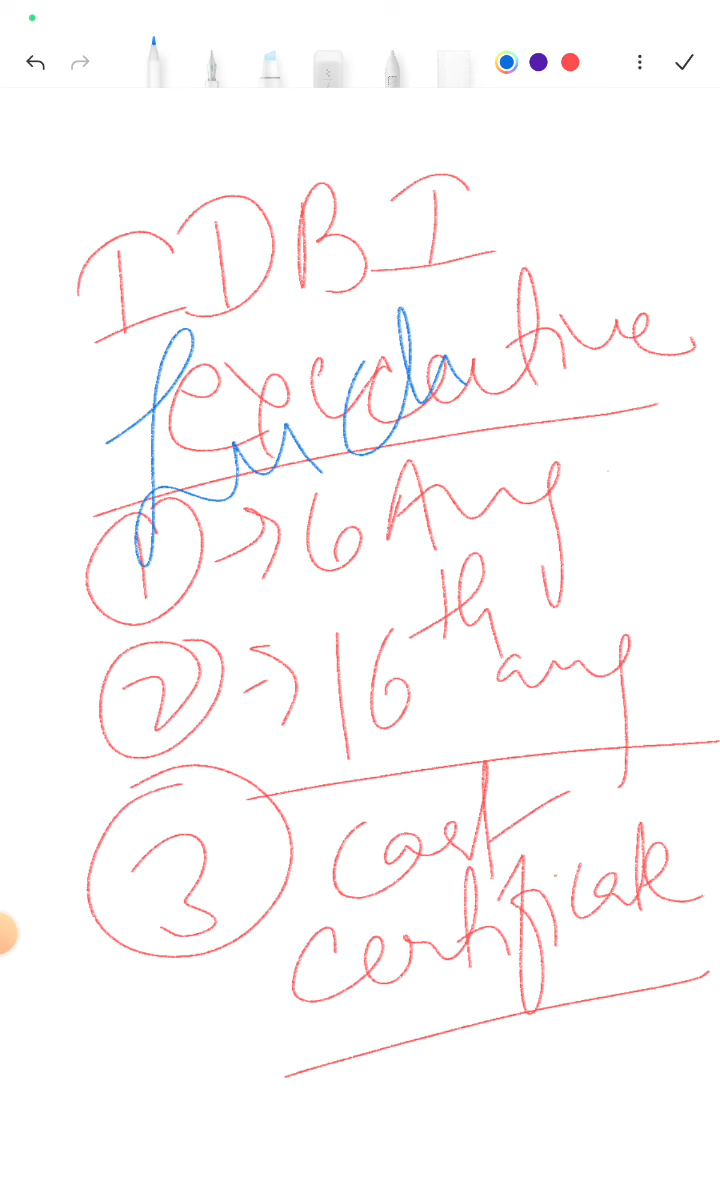 IDBI
executive
① → 6 Aug
② → 16th aug
③ Cast
certificate